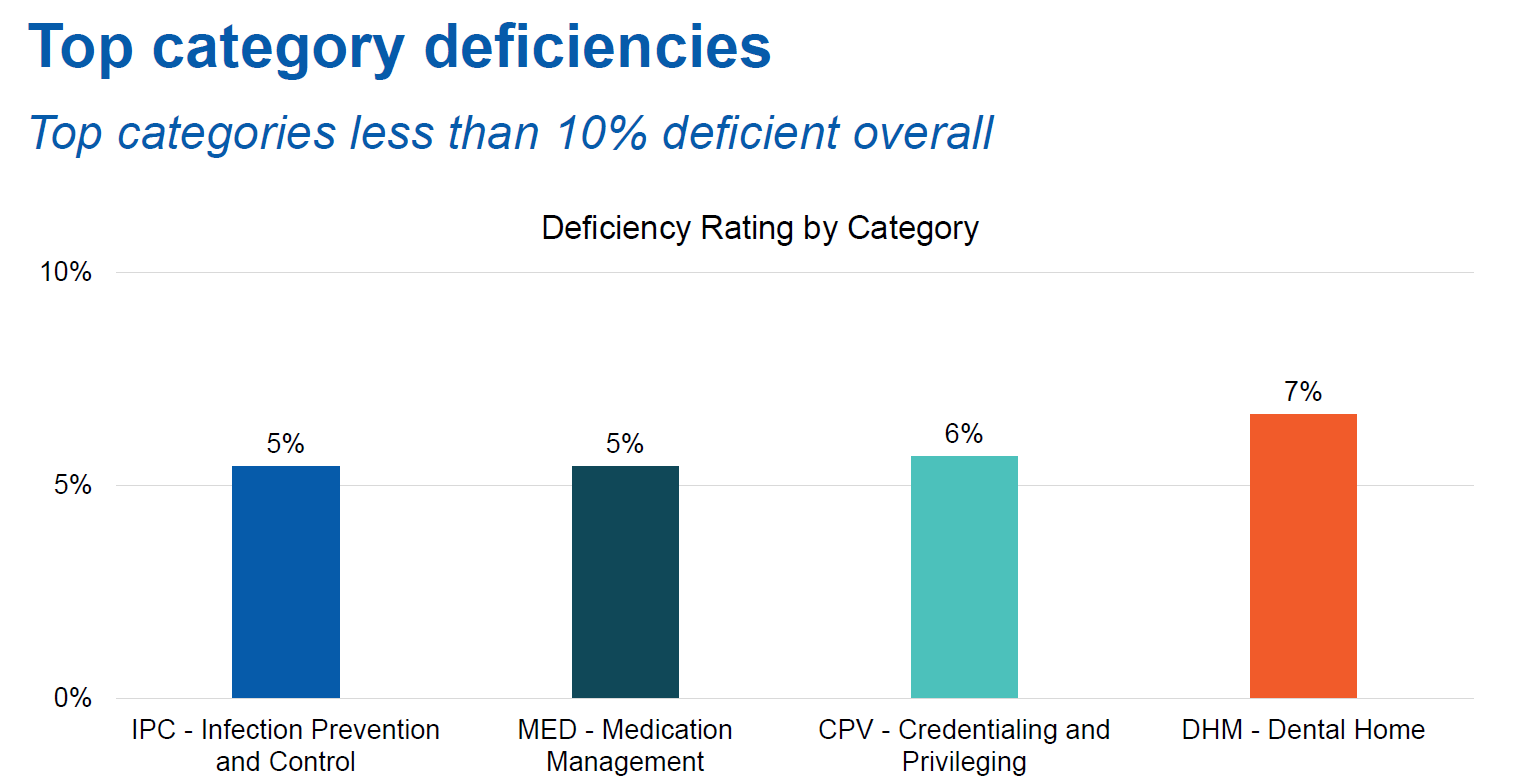 Top category deficiencies
Top categories less than 10% deficient overall
Deficiency Rating by Category
10%
7%
6%
5%
5%
5%
0%
IPC - Infection Prevention
and Control
MED - Medication
Management
CPV - Credentialing and
Privileging
DHM - Dental Home